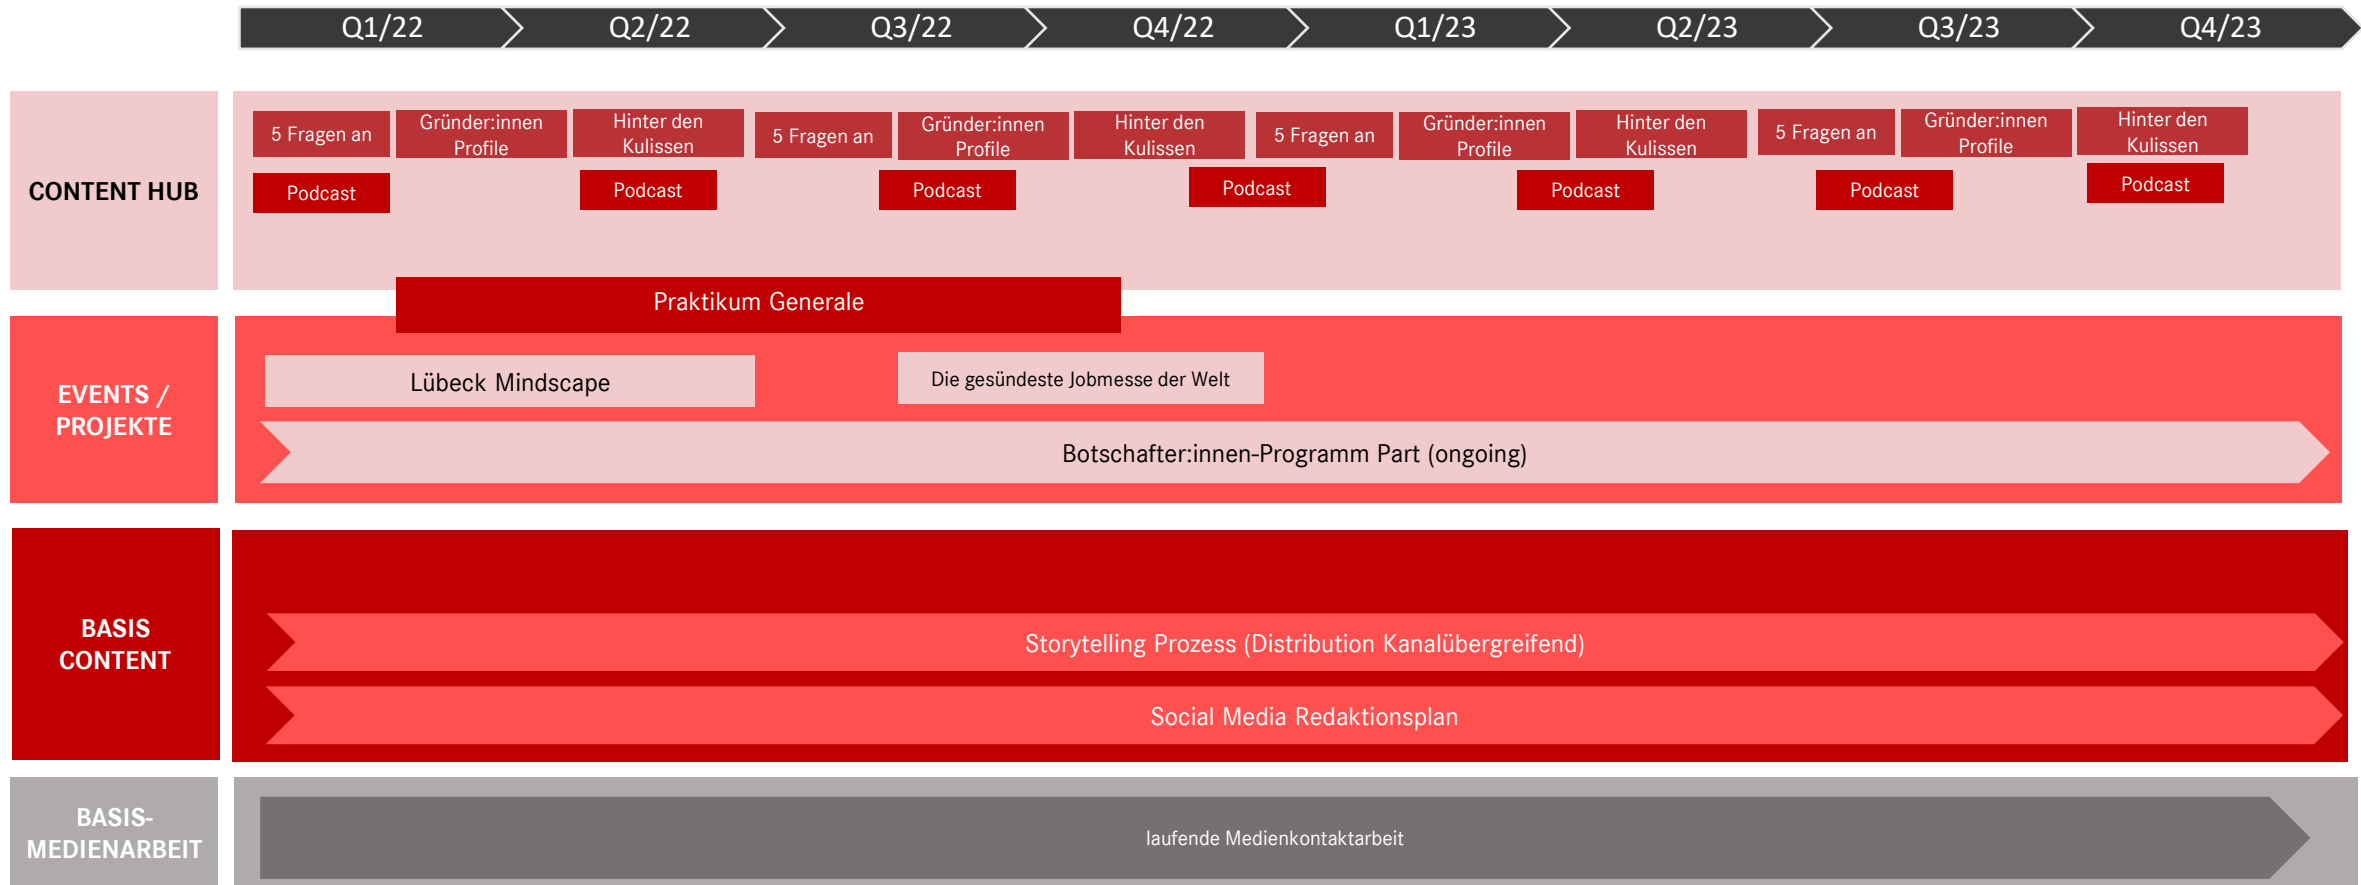 Q1/22
Q2/22
Q3/22
Q4/22
Q1/23
Q2/23
Q3/23
Q4/23
CONTENT HUB
5 Fragen an
Gründer:innen
Profile
Hinter den
Kulissen
5 Fragen an
Gründer:innen
Profile
Hinter den
Kulissen
5 Fragen an
Gründer:innen
Profile
Hinter den
Kulissen
5 Fragen an
Gründer:innen
Profile
Hinter den
Kulissen
Podcast
Podcast
Podcast
Podcast
Podcast
Podcast
Podcast
Praktikum Generale
EVENTS /
PROJEKTE
Lübeck Mindscape
Die gesündeste Jobmesse der Welt
Botschafter:innen-Programm Part (ongoing)
BASIS
CONTENT
Storytelling Prozess (Distribution Kanalübergreifend)
Social Media Redaktionsplan
BASIS-
MEDIENARBEIT
laufende Medienkontaktarbeit